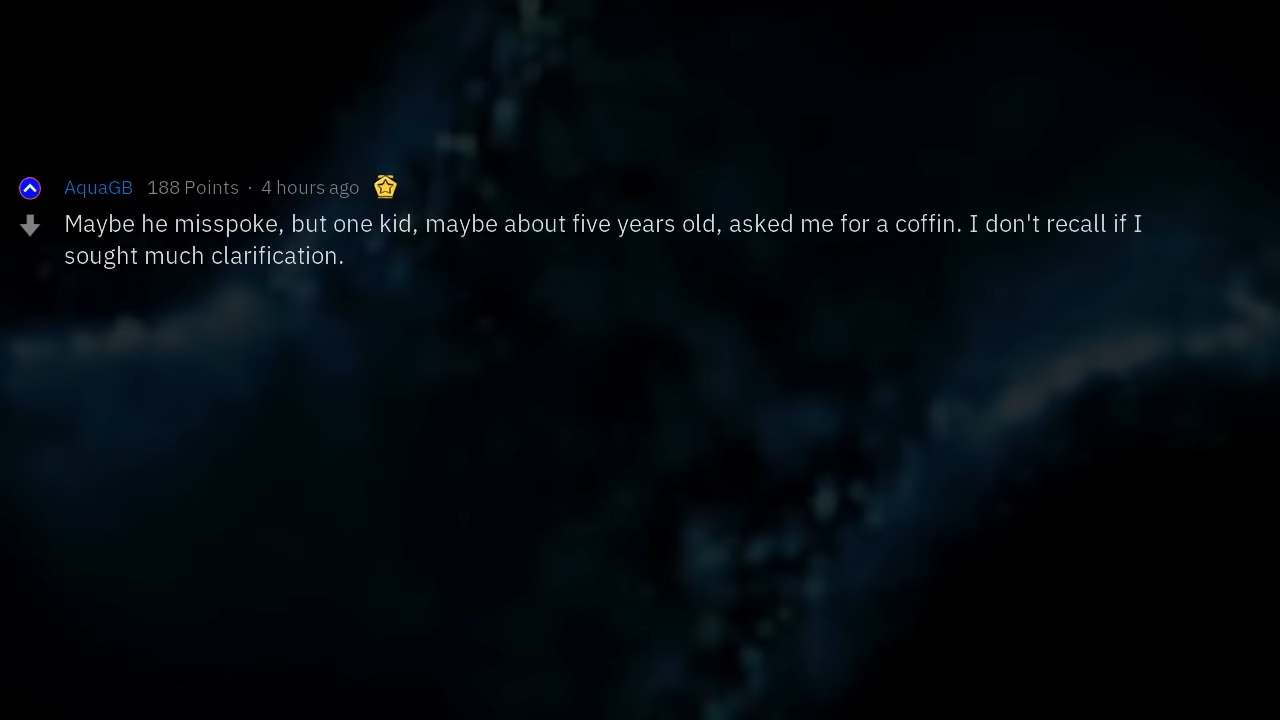 AquaGB 188 Points · 4 hours ago
Maybe he misspoke, but one kid, maybe about five years old, asked me for a coffin. I don't recall if I
sought much clarification.